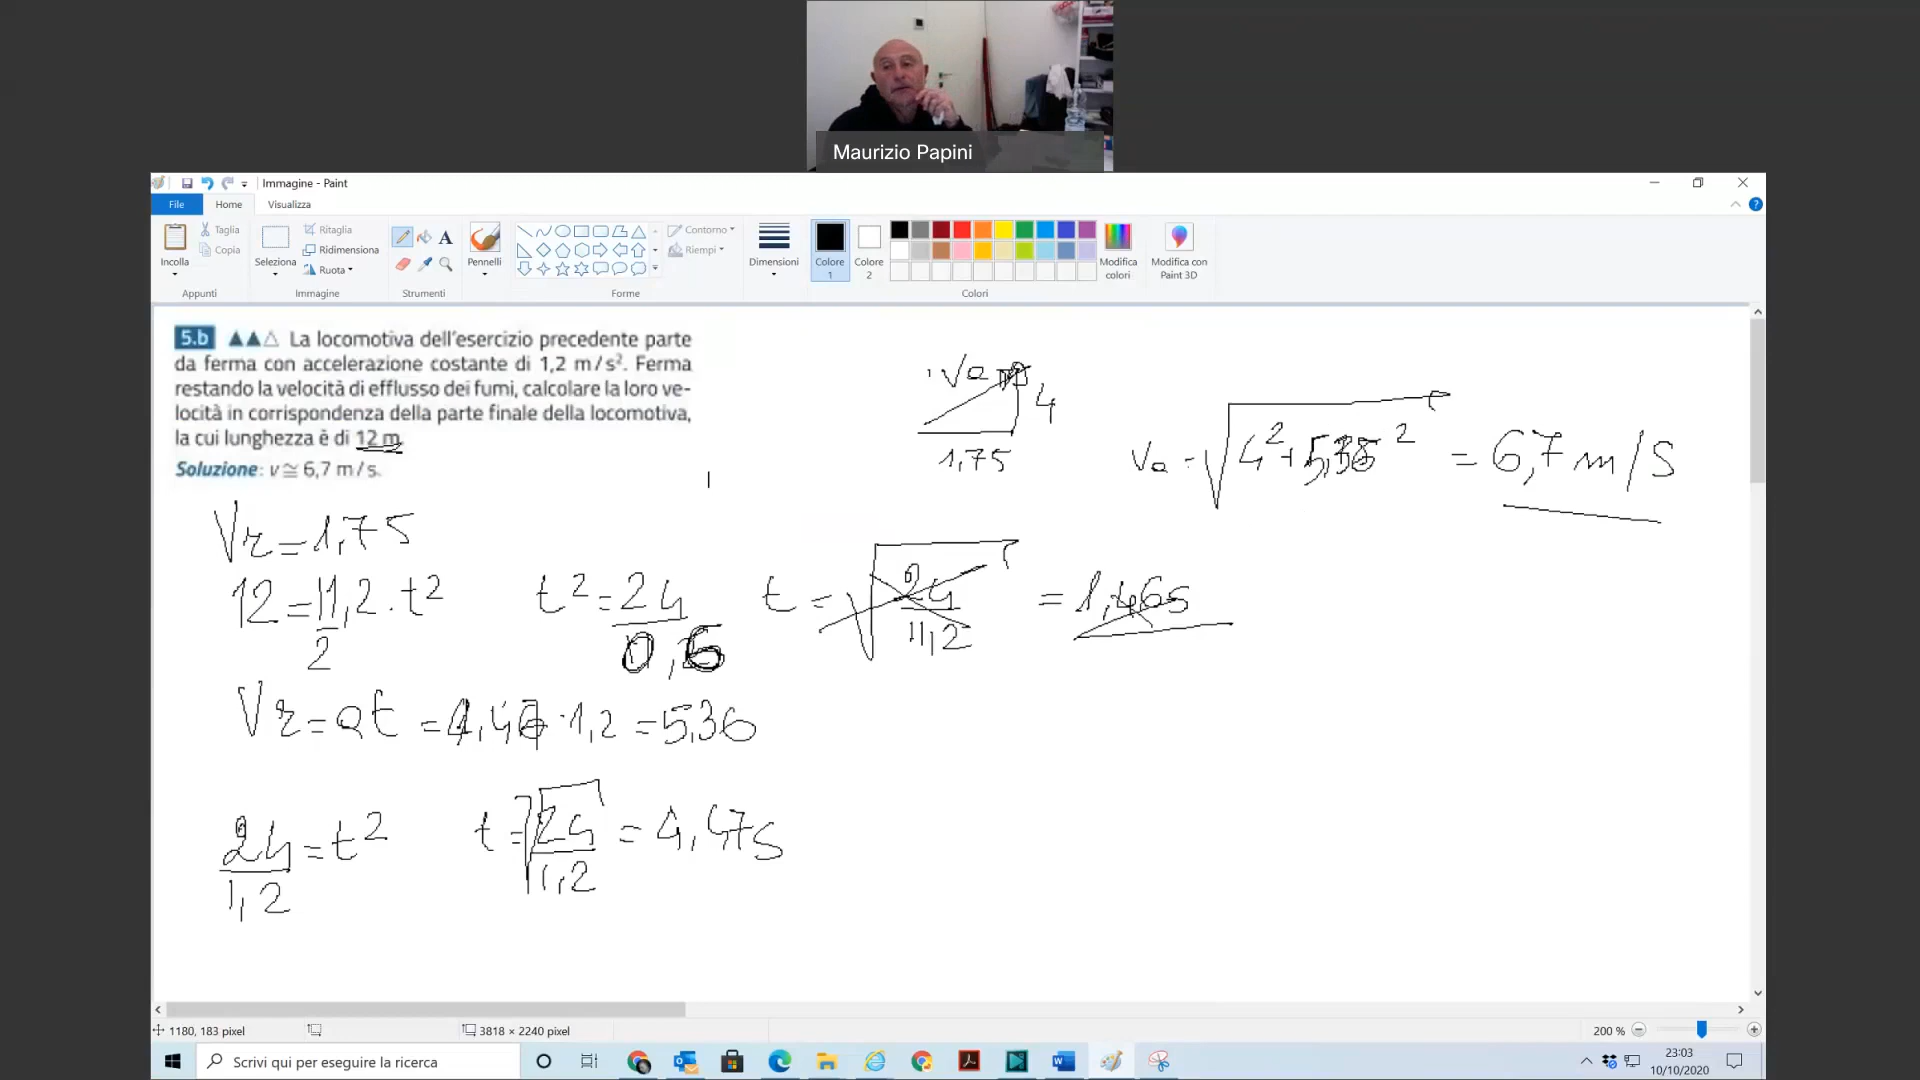 Maurizio Papini
Immagine - Paint
File Home Visualizza
Incolla
Taglia
Copia
Appunti
Seleziona
Ritaglia
Ridimensiona
Ruota
Immagine
A
Strumenti
Pennelli
Contorno
Riempi
Forme
Dimensioni
Colore 1
Colore 2
Modifica colori
Modifica con Paint 3D
Colori
5.b La locomotiva dell'esercizio precedente parte
da ferma con accelerazione costante di 1,2 m/s². Ferma
restando la velocità di efflusso dei fumi, calcolare la loro ve-
locità in corrispondenza della parte finale della locomotiva,
la cui lunghezza è di 12 m.
Soluzione: v ≅ 6,7 m/s.
Va
4
1,75
Va = √4² + 5,36² = 6,7 m/s
Vr = 1,75
12 = 11,2/2 · t² t² = 24/0,6 t = √24/11,2 = 1,46s
Vr = at = 4,47 · 1,2 = 5,36
24/1,2 = t² t = √24/1,2 = 4,47s
1180, 183 pixel 3818 × 2240 pixel 200 %
Scrivi qui per eseguire la ricerca
23:03
10/10/2020